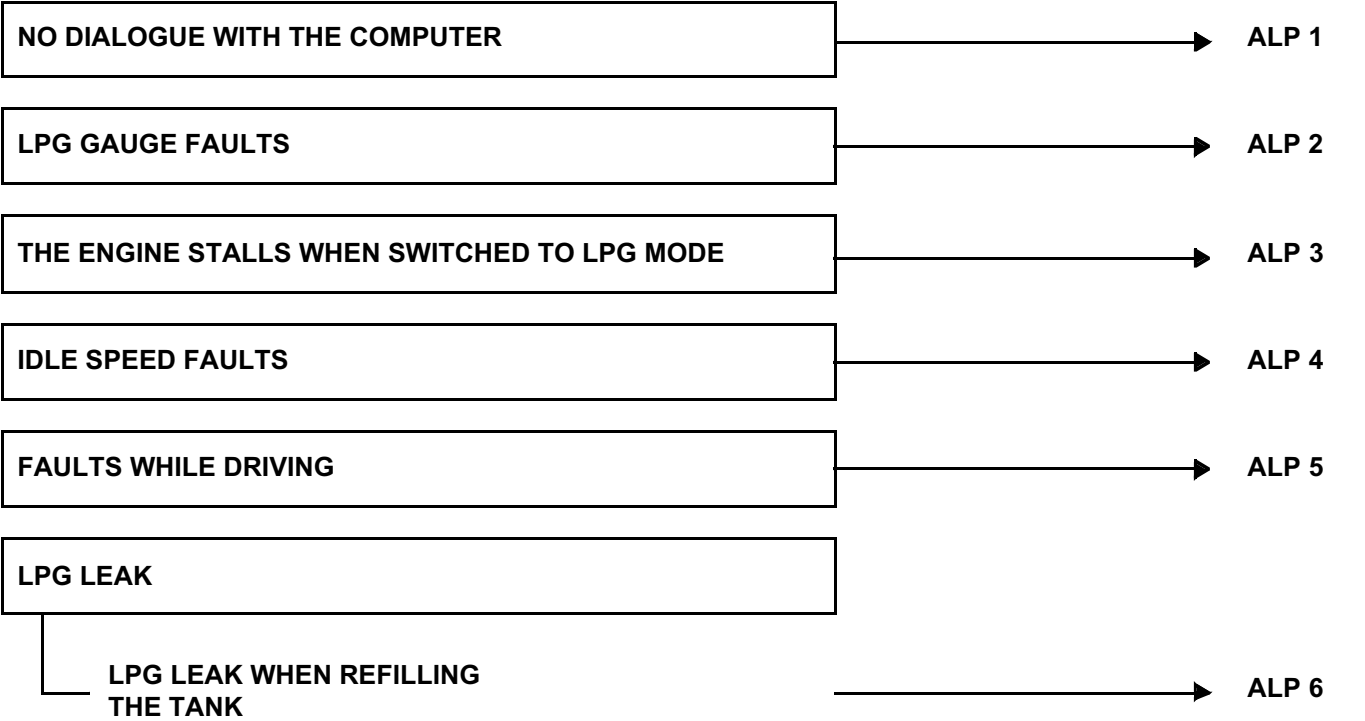 NO DIALOGUE WITH THE COMPUTER ALP 1
LPG GAUGE FAULTS ALP 2
THE ENGINE STALLS WHEN SWITCHED TO LPG MODE ALP 3
IDLE SPEED FAULTS ALP 4
FAULTS WHILE DRIVING ALP 5
LPG LEAK
LPG LEAK WHEN REFILLING ALP 6
THE TANK